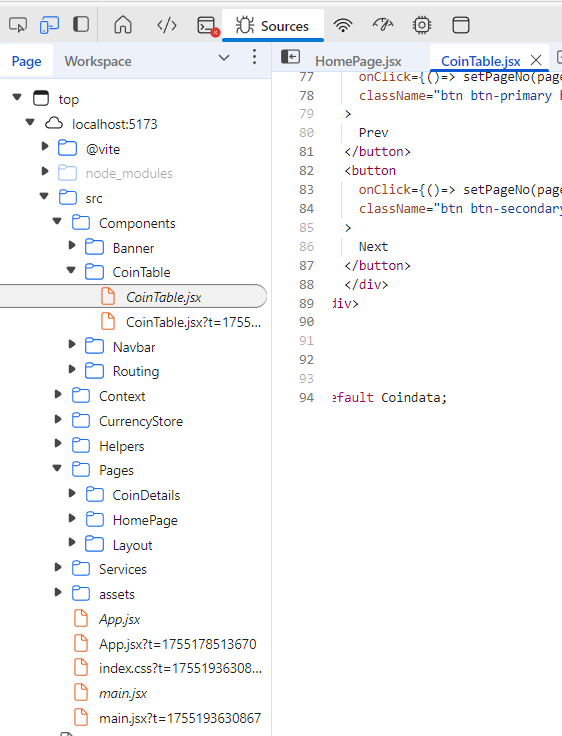 Sources
Page
Workspace
HomePage.jsx
CoinTable.jsx
top
localhost:5173
@vite
node_modules
src
Components
Banner
CoinTable
CoinTable.jsx
CoinTable.jsx?t=1755...
Navbar
Routing
Context
CurrencyStore
Helpers
Pages
CoinDetails
HomePage
Layout
Services
assets
App.jsx
App.jsx?t=1755178513670
index.css?t=17551936308...
main.jsx
main.jsx?t=1755193630867
77 onClick={()=> setPageNo(pag
78 className="btn btn-primary b
79 >
80 Prev
81 </button>
82 <button
83 onClick={()=> setPageNo(pag
84 className="btn btn-secondary
85 >
86 Next
87 </button>
88 </div>
89 div>
90
91
92
93
94 efault Coindata;